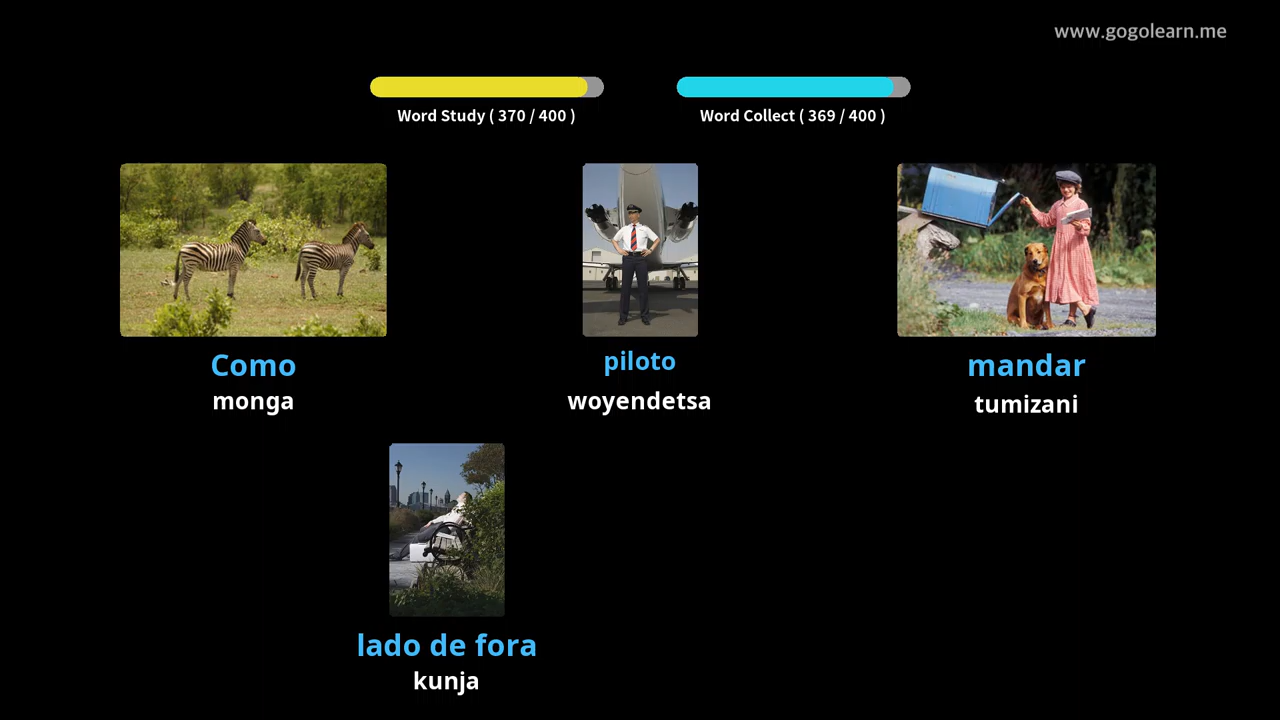 www.gogolearn.me
Word Study ( 370 / 400 )
Word Collect ( 369 / 400 )
Como
monga
piloto
woyendetsa
mandar
tumizani
lado de fora
kunja